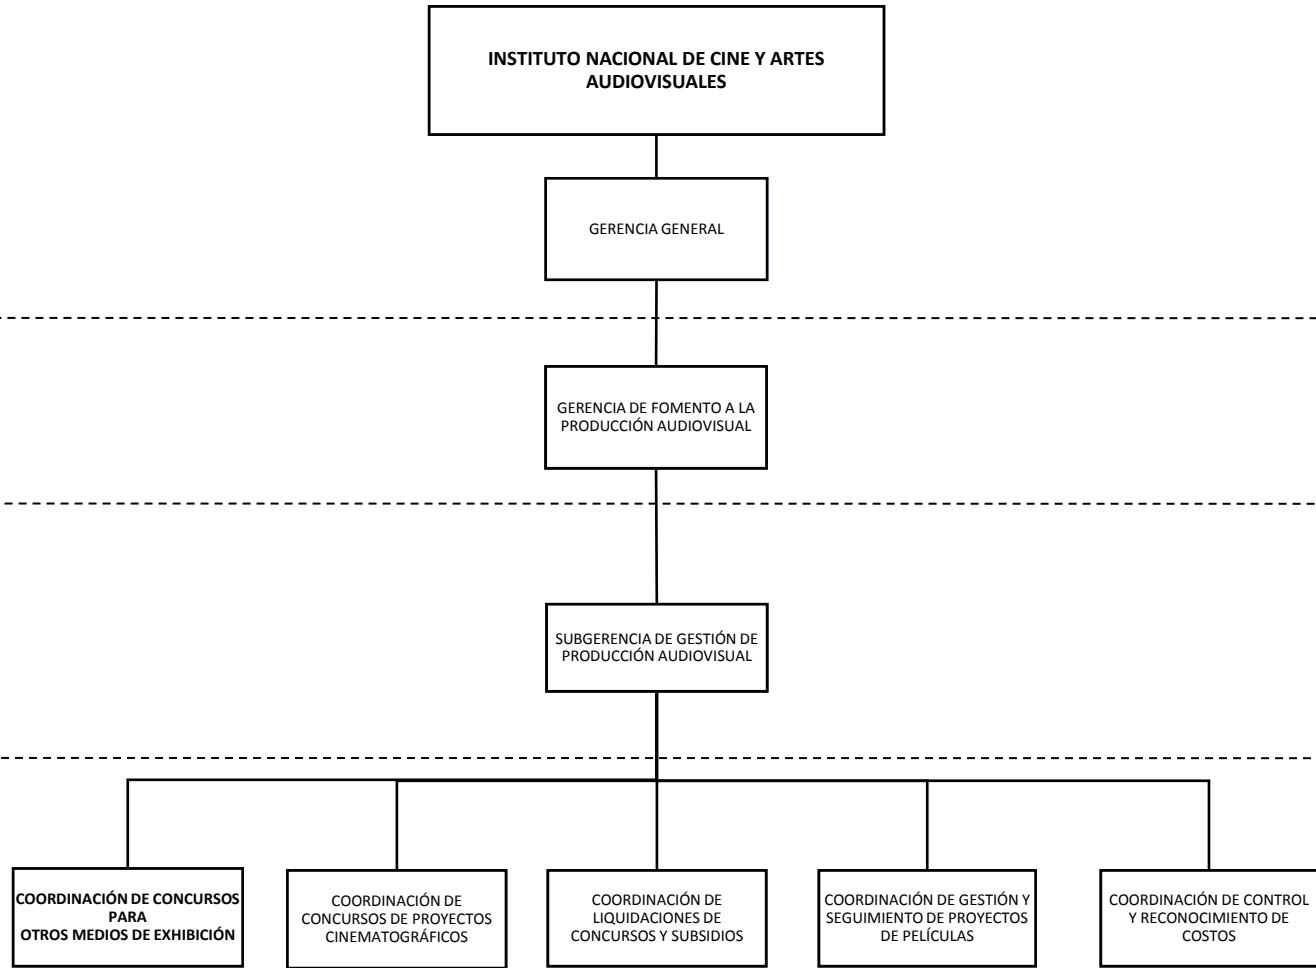 INSTITUTO NACIONAL DE CINE Y ARTES
AUDIOVISUALES
GERENCIA GENERAL
GERENCIA DE FOMENTO A LA
PRODUCCIÓN AUDIOVISUAL
SUBGERENCIA DE GESTIÓN DE
PRODUCCIÓN AUDIOVISUAL
COORDINACIÓN DE CONCURSOS
PARA
OTROS MEDIOS DE EXHIBICIÓN
COORDINACIÓN DE
CONCURSOS DE PROYECTOS
CINEMATOGRÁFICOS
COORDINACIÓN DE
LIQUIDACIONES DE
CONCURSOS Y SUBSIDIOS
COORDINACIÓN DE GESTIÓN Y
SEGUIMIENTO DE PROYECTOS
DE PELÍCULAS
COORDINACIÓN DE CONTROL
Y RECONOCIMIENTO DE
COSTOS